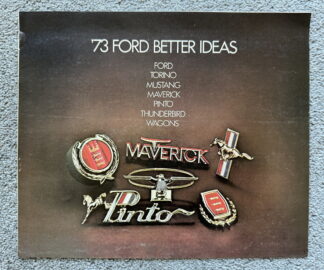 '73 FORD BETTER IDEAS
FORD
TORINO
MUSTANG
MAVERICK
PINTO
THUNDERBIRD
WAGONS
MAVERICK
Pinto